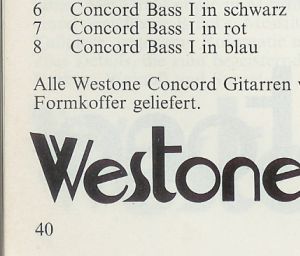 6 Concord Bass I in schwarz
7 Concord Bass I in rot
8 Concord Bass I in blau
Alle Westone Concord Gitarren
Formkoffer geliefert.
Westone
40